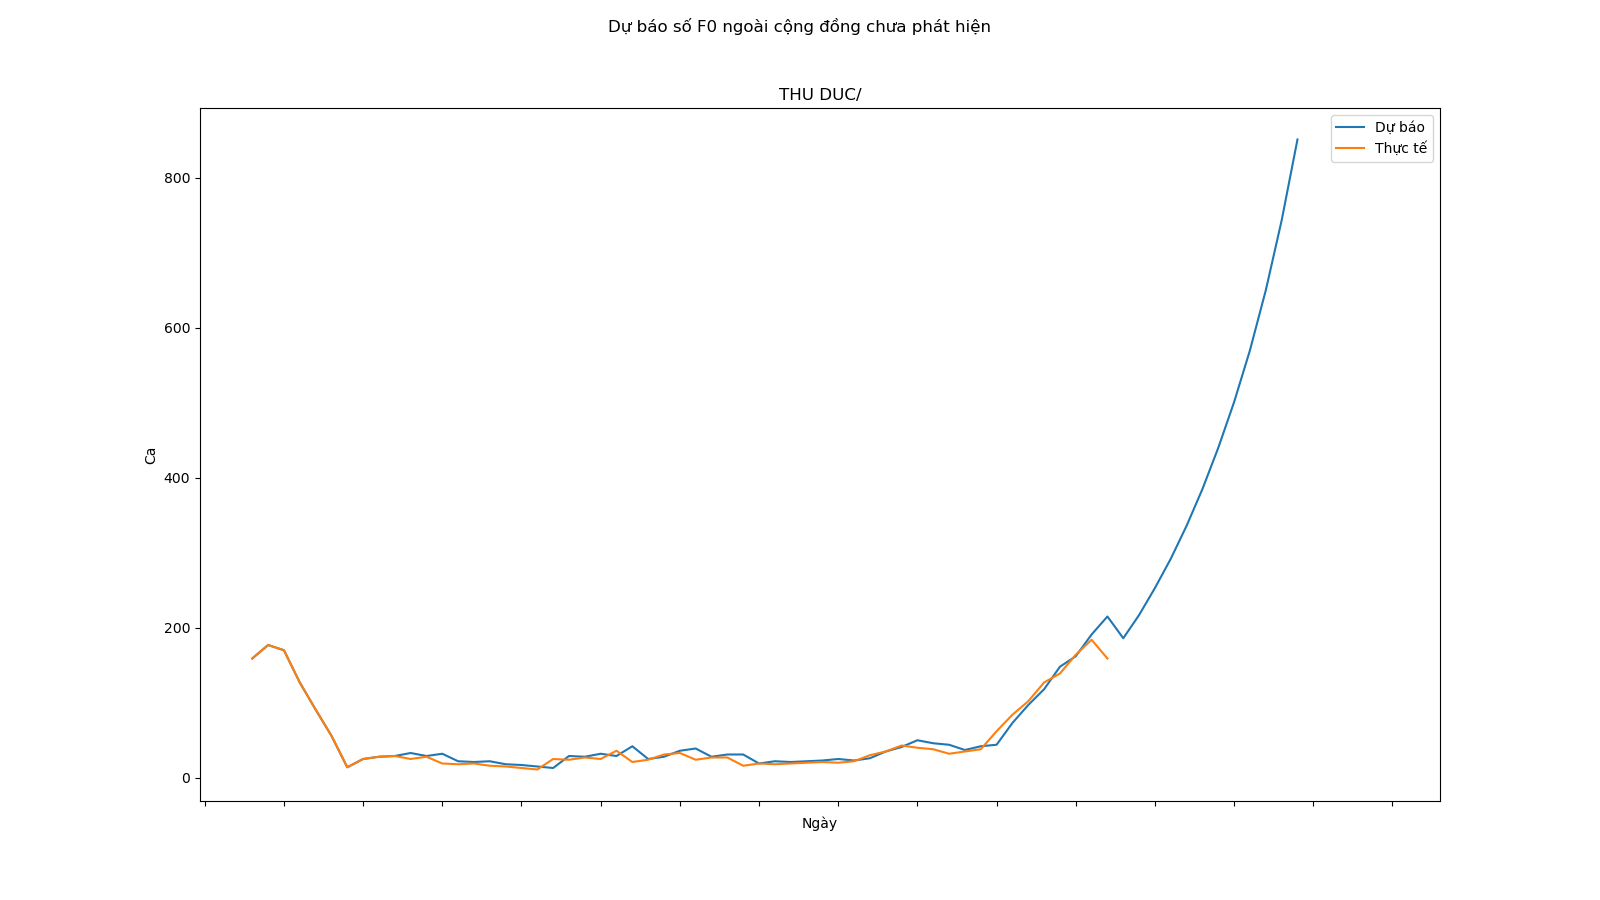 Dự báo số F0 ngoài cộng đồng chưa phát hiện
THU DUC/
Dự báo
Thực tế
800
600
400
200
0
Ca
Ngày